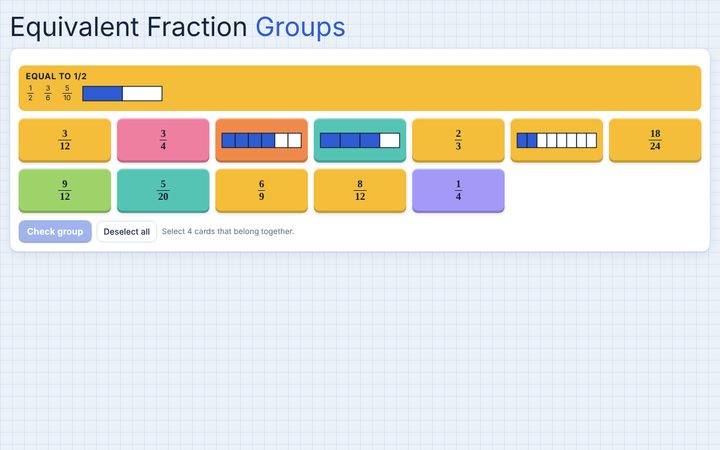 Equivalent Fraction Groups
EQUAL TO 1/2
1/2 3/6 5/10
3/12 3/4 2/3 18/24
9/12 5/20 6/9 8/12 1/4
Check group Deselect all Select 4 cards that belong together.